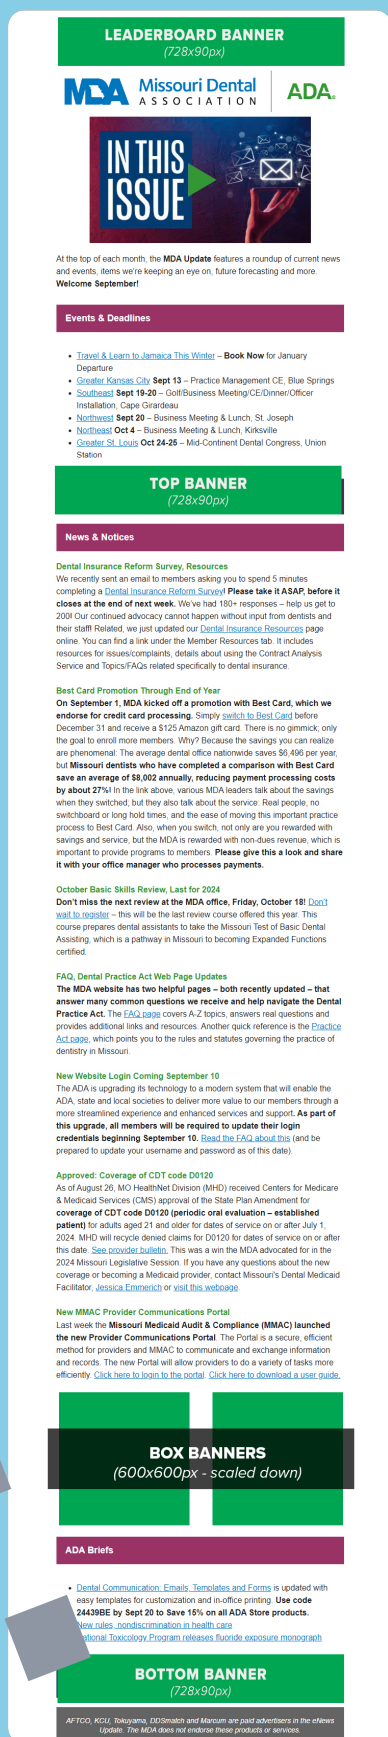 LEADERBOARD BANNER
(728x90px)
MDA Missouri Dental ADA.
ASSOCIATION
IN THIS
ISSUE
At the top of each month, the MDA Update features a roundup of current news
and events, items we're keeping an eye on, future forecasting and more.
Welcome September!
Events & Deadlines
• Travel & Learn to Jamaica This Winter – Book Now for January
Departure
• Greater Kansas City Sept 13 – Practice Management CE, Blue Springs
• Southeast Sept 19-20 – Golf/Business Meeting/CE/Dinner/Officer
Installation, Cape Girardeau
• Northwest Sept 20 – Business Meeting & Lunch, St. Joseph
• Northeast Oct 4 – Business Meeting & Lunch, Kirksville
• Greater St. Louis Oct 24-25 – Mid-Continent Dental Congress, Union
Station
TOP BANNER
(728x90px)
News & Notices
Dental Insurance Reform Survey, Resources
We recently sent an email to members asking you to spend 5 minutes
completing a Dental Insurance Reform Survey! Please take it ASAP, before it
closes at the end of next week. We've had 180+ responses – help us get to
200! Our continued advocacy cannot happen without input from dentists and
their staff! Related, we just updated our Dental Insurance Resources page
online. You can find a link under the Member Resources tab. It includes
resources for issues/complaints, details about using the Contract Analysis
Service and Topics/FAQs related specifically to dental insurance.
Best Card Promotion Through End of Year
On September 1, MDA kicked off a promotion with Best Card, which we
endorse for credit card processing. Simply switch to Best Card before
December 31 and receive a $125 Amazon gift card. There is no gimmick; only
the goal to enroll more members. Why? Because the savings you can realize
are phenomenal: The average dental office nationwide saves $6,496 per year,
but Missouri dentists who have completed a comparison with Best Card
save an average of $8,002 annually, reducing payment processing costs
by about 27%! In the link above, various MDA leaders talk about the savings
when they switched; but they also talk about the service: Real people, no
switchboard or long hold times, and the ease of moving this important practice
process to Best Card. Also, when you switch, not only are you rewarded with
savings and service, but the MDA is rewarded with non-dues revenue, which is
important to provide programs to members. Please give this a look and share
it with your office manager who processes payments.
October Basic Skills Review, Last for 2024
Don't miss the next review at the MDA office, Friday, October 18! Don't
wait to register – this will be the last review course offered this year. This
course prepares dental assistants to take the Missouri Test of Basic Dental
Assisting, which is a pathway in Missouri to becoming Expanded Functions
certified.
FAQ, Dental Practice Act Web Page Updates
The MDA website has two helpful pages – both recently updated – that
answer many common questions we receive and help navigate the Dental
Practice Act. The FAQ page covers A-Z topics, answers real questions and
provides additional links and resources. Another quick reference is the Practice
Act page, which points you to the rules and statutes governing the practice of
dentistry in Missouri.
New Website Login Coming September 10
The ADA is upgrading its technology to a modern system that will enable the
ADA, state and local societies to deliver more value to our members through a
more streamlined experience and enhanced services and support. As part of
this upgrade, all members will be required to update their login
credentials beginning September 10. Read the FAQ about this (and be
prepared to update your username and password as of this date).
Approved: Coverage of CDT code D0120
As of August 26, MO HealthNet Division (MHD) received Centers for Medicare
& Medicaid Services (CMS) approval of the State Plan Amendment for
coverage of CDT code D0120 (periodic oral evaluation – established
patient) for adults aged 21 and older for dates of service on or after July 1,
2024. MHD will recycle denied claims for D0120 for dates of service on or after
this date. See provider bulletin. This was a win the MDA advocated for in the
2024 Missouri Legislative Session. If you have any questions about the new
coverage or becoming a Medicaid provider, contact Missouri's Dental Medicaid
Facilitator, Jessica Emmerich or visit this webpage.
New MMAC Provider Communications Portal
Last week the Missouri Medicaid Audit & Compliance (MMAC) launched
the new Provider Communications Portal. The Portal is a secure, efficient
method for providers and MMAC to communicate and exchange information
and records. The new Portal will allow providers to do a variety of tasks more
efficiently. Click here to login to the portal. Click here to download a user guide.
BOX BANNERS
(600x600px - scaled down)
ADA Briefs
• Dental Communication: Emails, Templates and Forms is updated with
easy templates for customization and in-office printing. Use code
24439BE by Sept 20 to Save 15% on all ADA Store products.
New rules, nondiscrimination in health care
Toxicology Program releases fluoride exposure monograph
BOTTOM BANNER
(728x90px)
AFTCO, KCU, Tokuyama, DDSmatch and Marcum are paid advertisers in the eNews
Update. The MDA does not endorse these products or services.